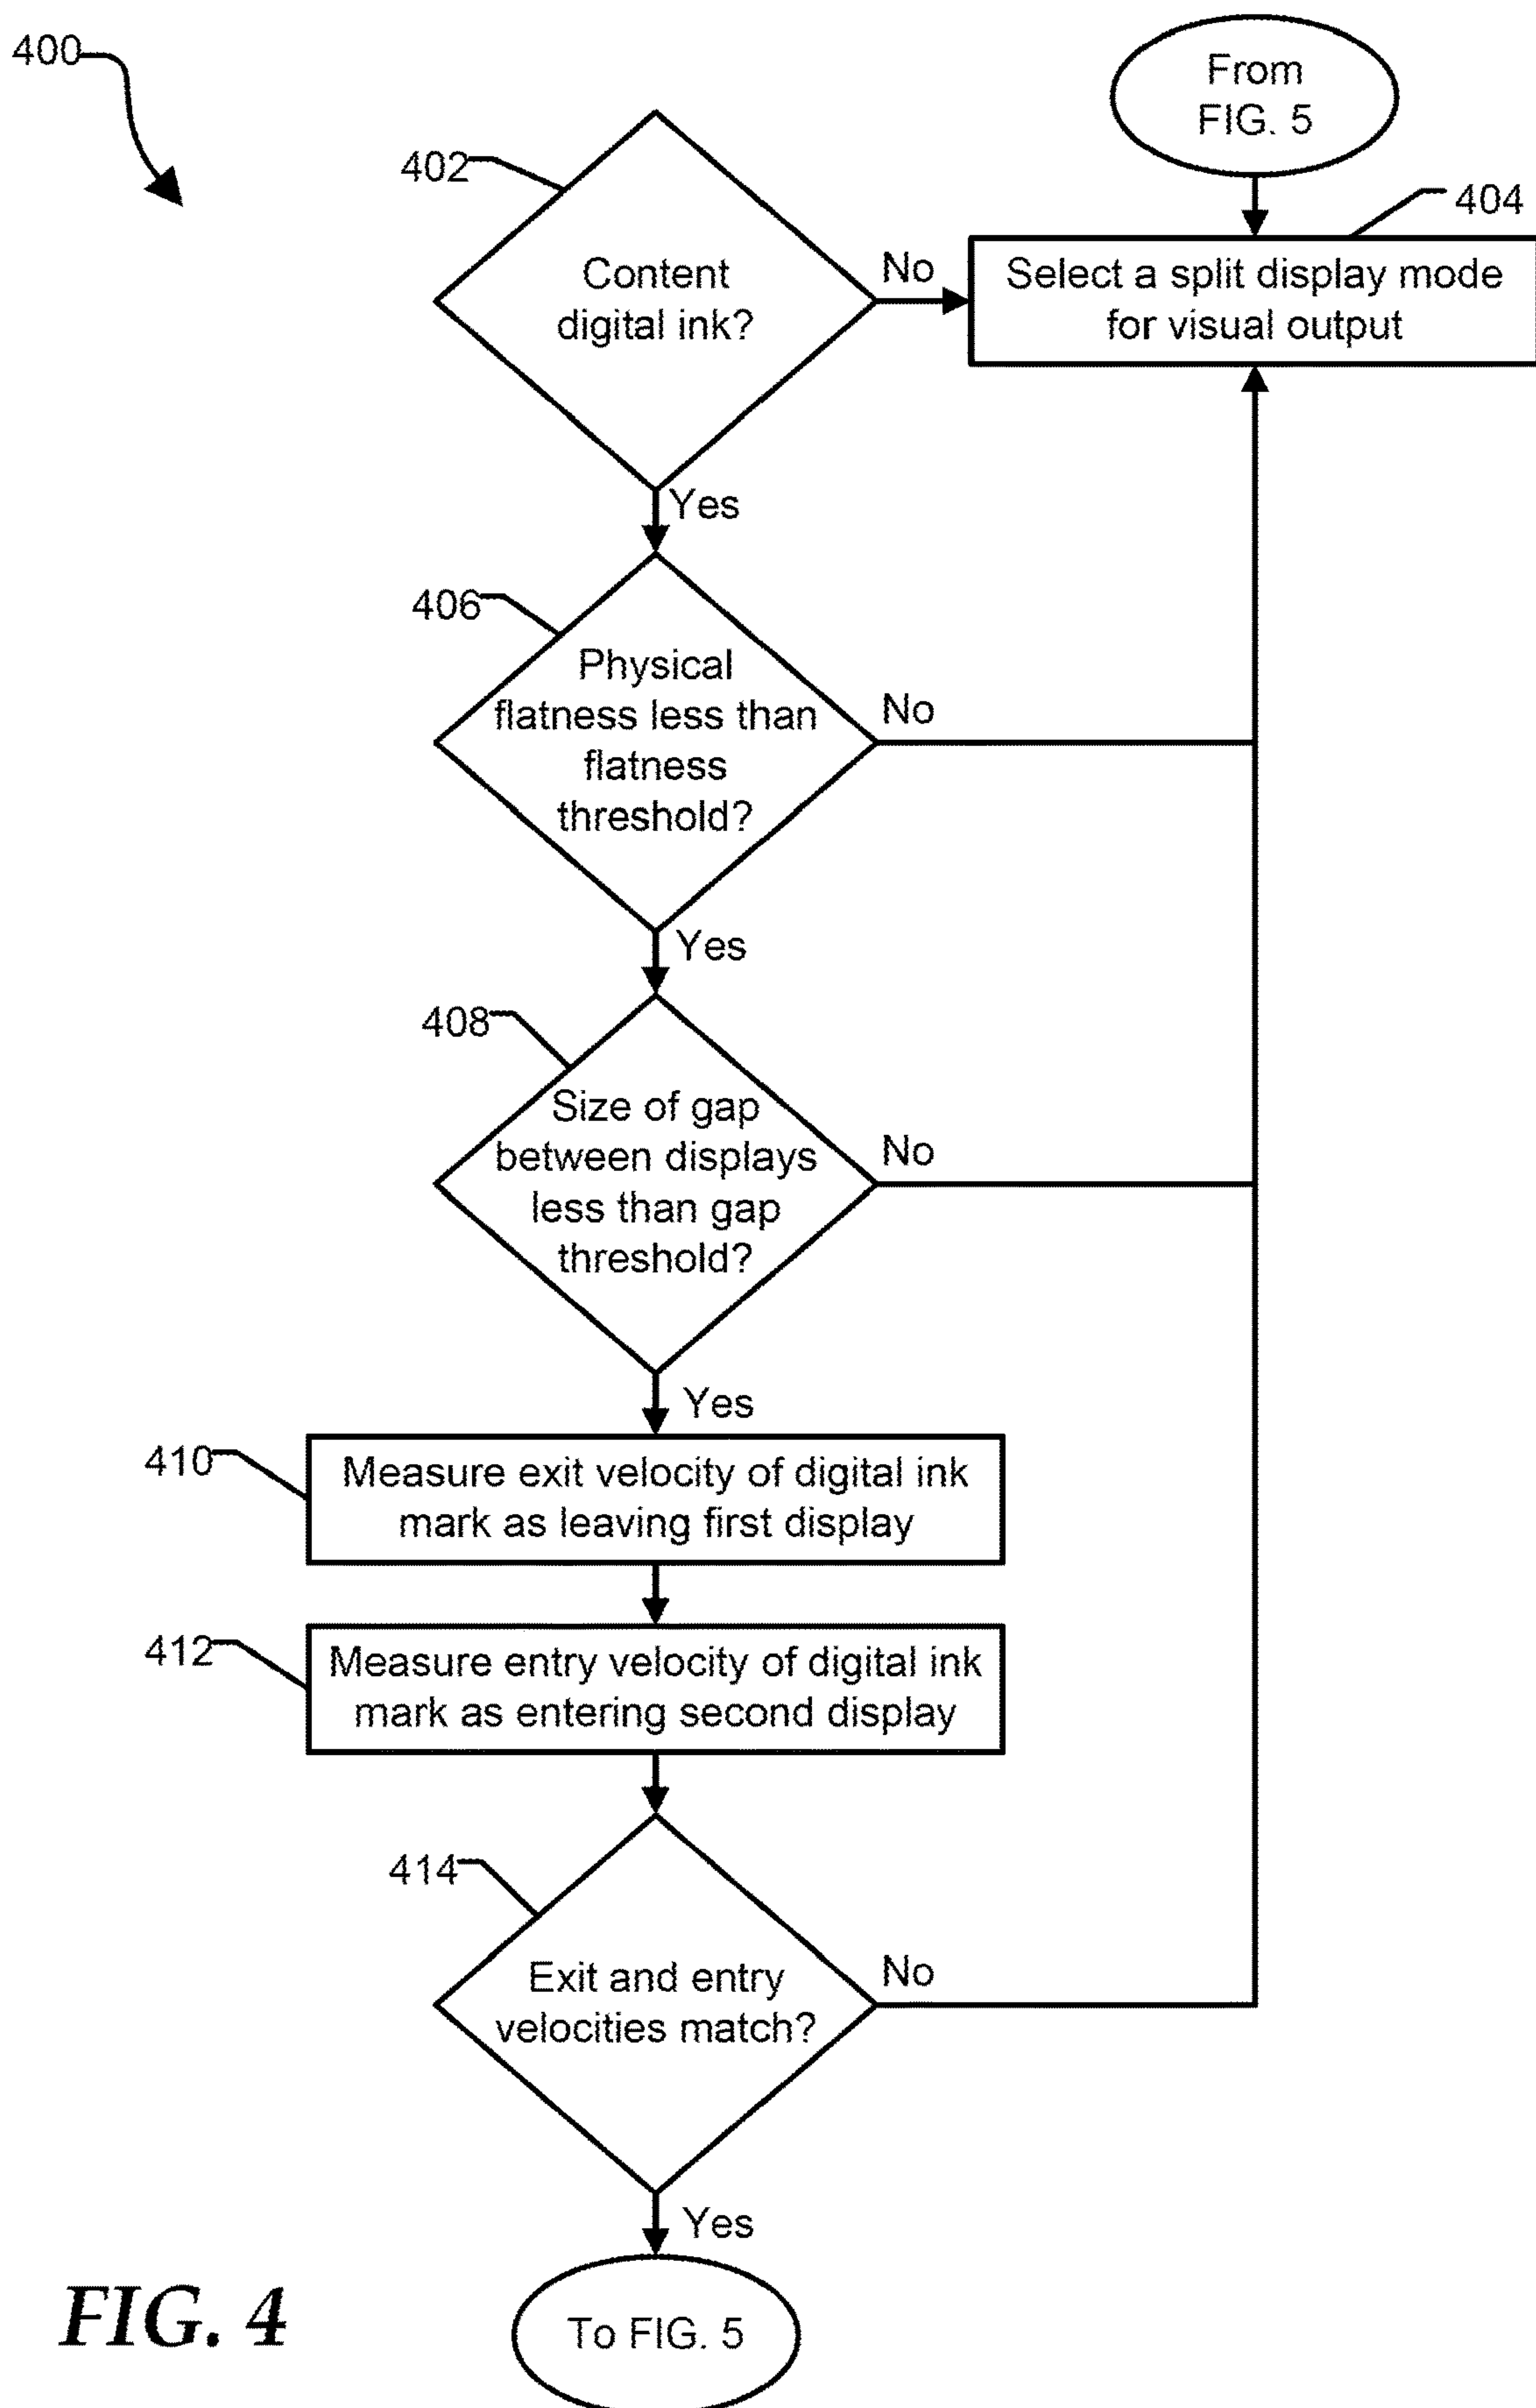 400
From
FIG. 5
402
404
Content
digital ink?
No
Select a split display mode
for visual output
Yes
406
Physical
flatness less than
flatness
threshold?
No
Yes
408
Size of gap
between displays
less than gap
threshold?
No
Yes
410
Measure exit velocity of digital ink
mark as leaving first display
412
Measure entry velocity of digital ink
mark as entering second display
414
Exit and entry
velocities match?
No
Yes
To FIG. 5
FIG. 4